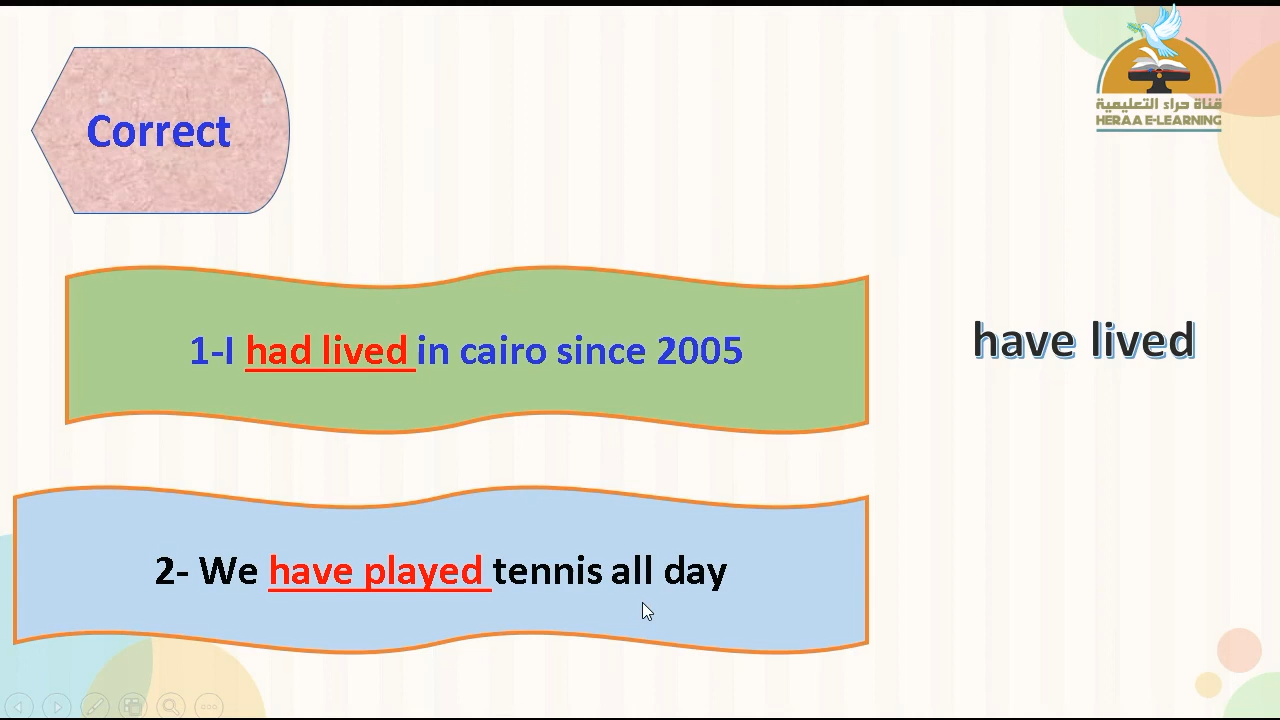 قناة حراء التعليمية
HERAA E-LEARNING
Correct
1-I had lived in cairo since 2005
have lived
2- We have played tennis all day